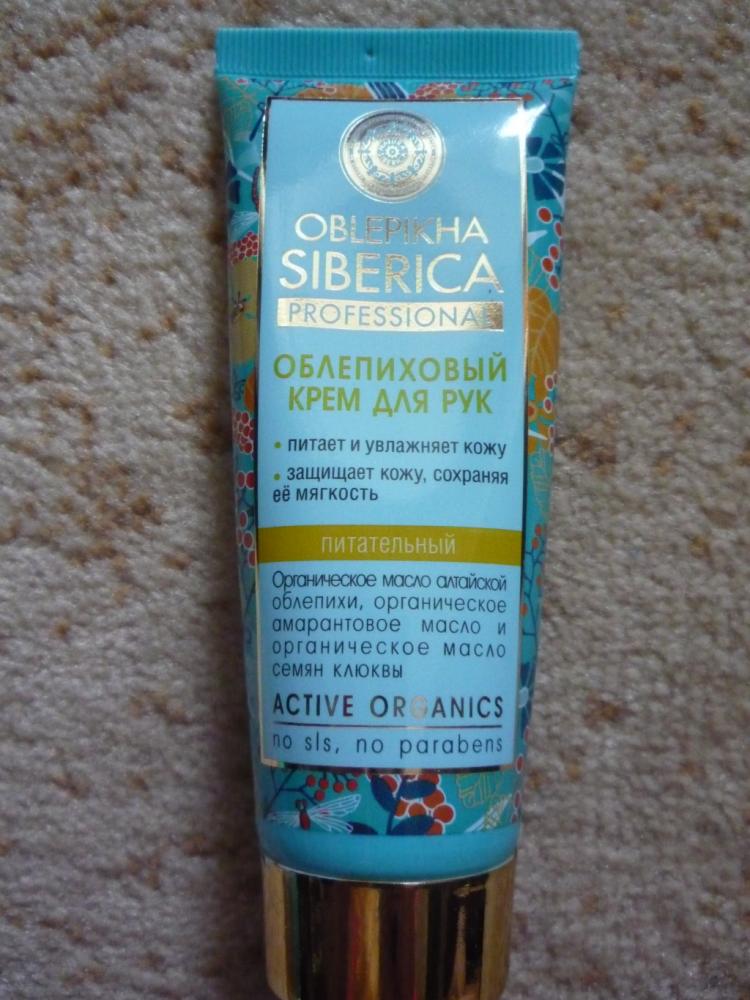 OBLEPIKHA
SIBERICA
PROFESSIONAL
ОБЛЕПИХОВЫЙ
КРЕМ ДЛЯ РУК
• питает и увлажняет кожу
• защищает кожу, сохраняя
её мягкость
питательный
Органическое масло алтайской
облепихи, органическое
амарантовое масло и
органическое масло
семян клюквы
ACTIVE ORGANICS
no sls, no parabens